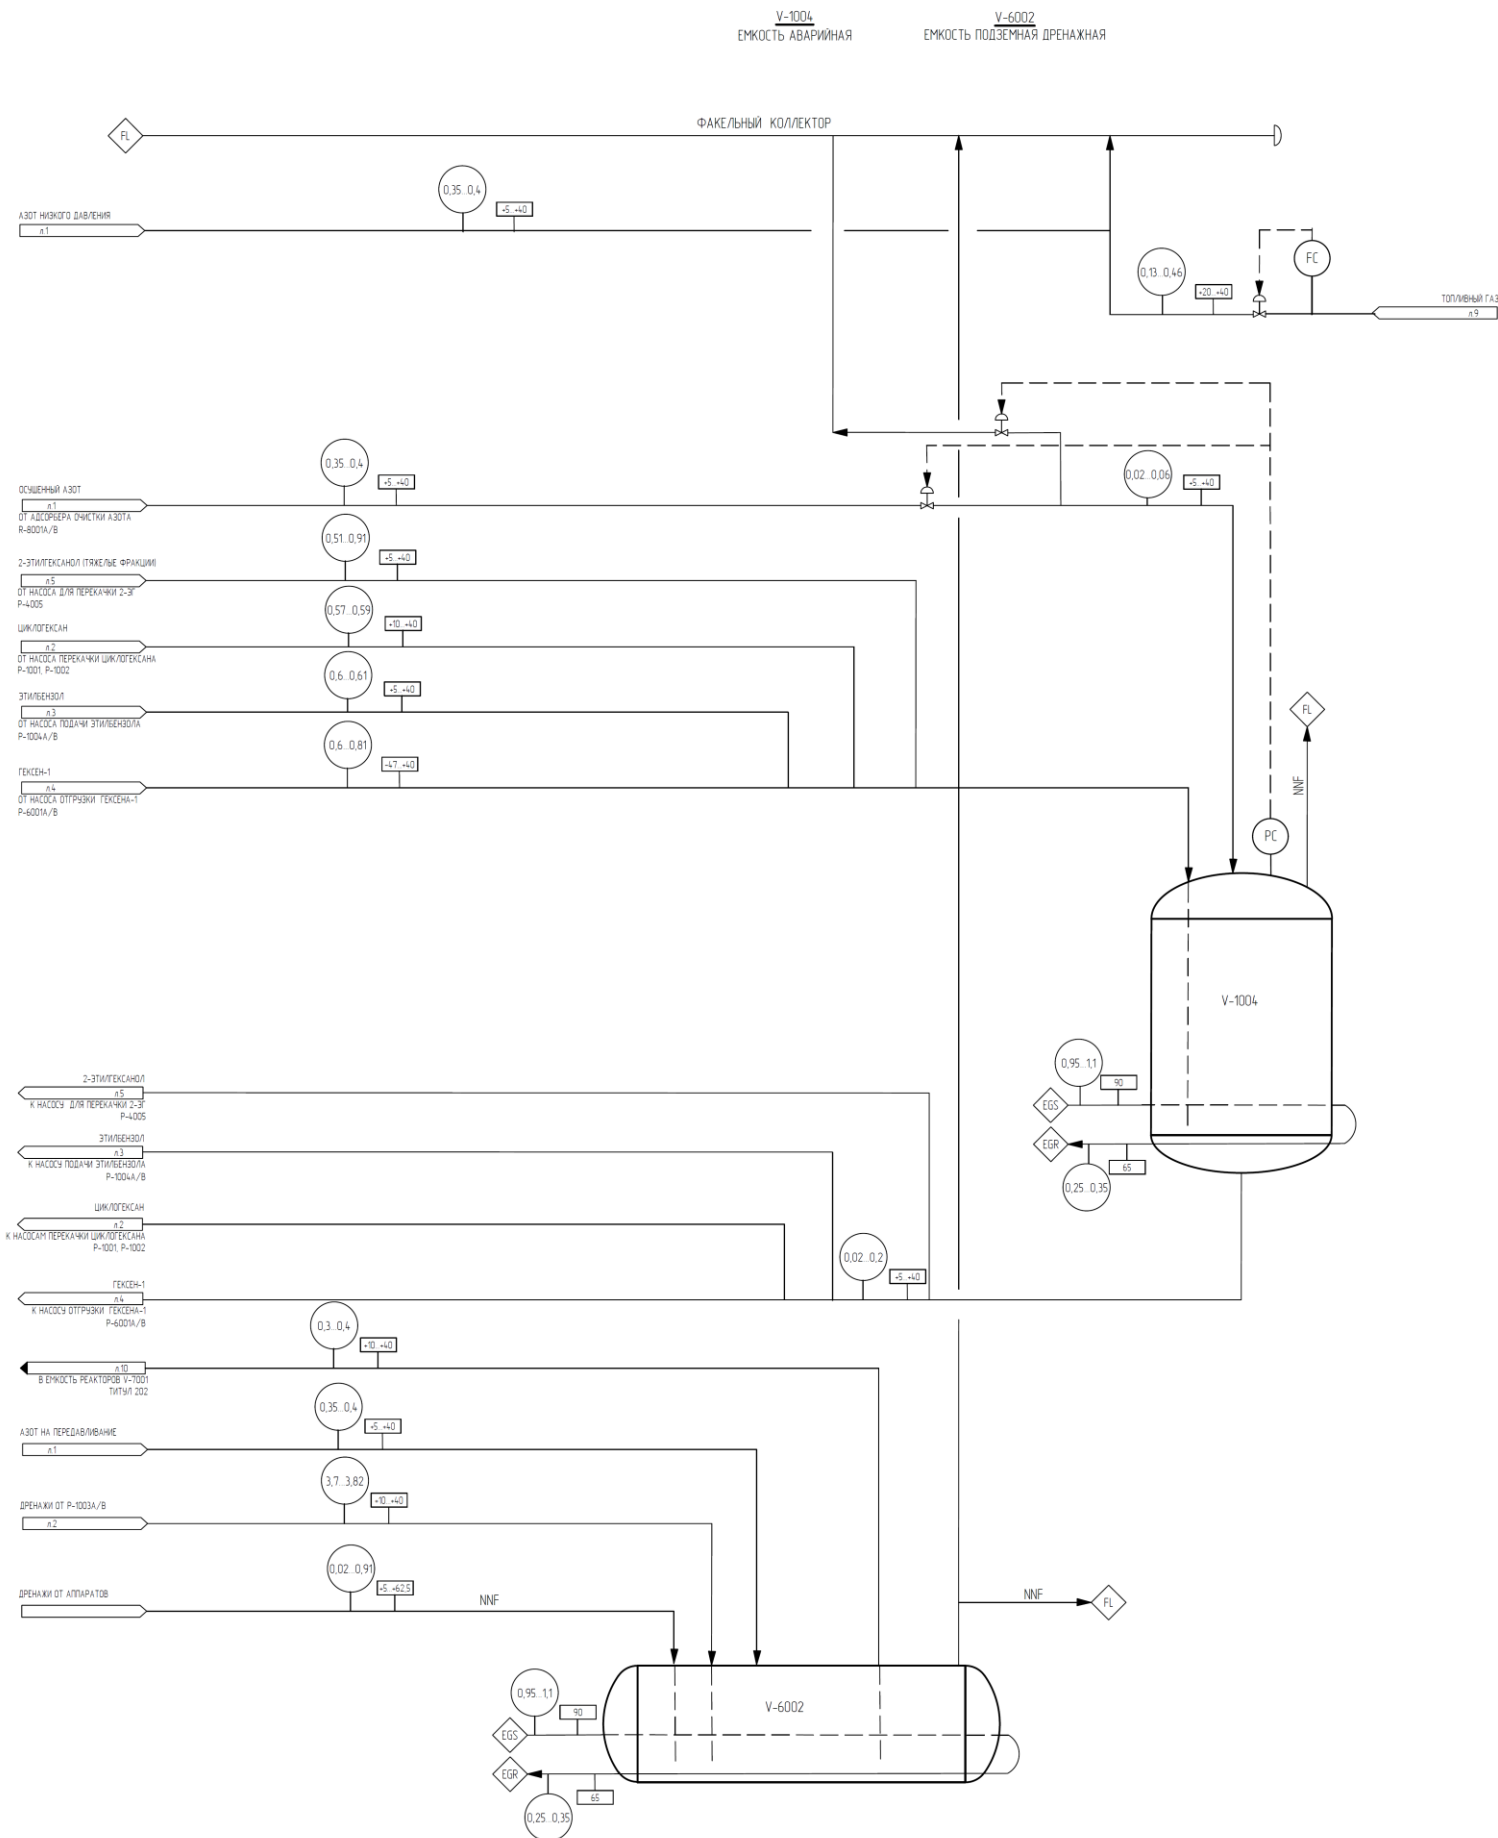 V-1004
ЕМКОСТЬ АВАРИЙНАЯ
V-6002
ЕМКОСТЬ ПОДЗЕМНАЯ ДРЕНАЖНАЯ
ФАКЕЛЬНЫЙ КОЛЛЕКТОР
FL
0,35...0,4
+5...+40
АЗОТ НИЗКОГО ДАВЛЕНИЯ
л.1
FC
0,13...0,46
+20...+40
ТОПЛИВНЫЙ ГАЗ
л.9
0,35...0,4
+5...+40
0,02...0,06
+5...+40
ОСУШЕННЫЙ АЗОТ
л.1
ОТ АДСОРБЕРА ОЧИСТКИ АЗОТА
R-8001A/B
0,51...0,91
+5...+40
2-ЭТИЛГЕКСАНОЛ (ТЯЖЕЛЫЕ ФРАКЦИИ)
л.5
ОТ НАСОСА ДЛЯ ПЕРЕКАЧКИ 2-ЭГ
P-4005
0,57...0,59
+10...+40
ЦИКЛОГЕКСАН
л.2
ОТ НАСОСА ПЕРЕКАЧКИ ЦИКЛОГЕКСАНА
P-1001, P-1002
0,6...0,61
+5...+40
ЭТИЛБЕНЗОЛ
л.3
ОТ НАСОСА ПОДАЧИ ЭТИЛБЕНЗОЛА
P-1004A/B
FL
0,6...0,81
-47...+40
ГЕКСЕН-1
л.4
ОТ НАСОСА ОТГРУЗКИ ГЕКСЕНА-1
P-6001A/B
NNF
PC
V-1004
0,95...1,1
90
EGS
EGR
65
0,25...0,35
2-ЭТИЛГЕКСАНОЛ
л.5
К НАСОСУ ДЛЯ ПЕРЕКАЧКИ 2-ЭГ
P-4005
ЭТИЛБЕНЗОЛ
л.3
К НАСОСУ ПОДАЧИ ЭТИЛБЕНЗОЛА
P-1004A/B
ЦИКЛОГЕКСАН
л.2
К НАСОСАМ ПЕРЕКАЧКИ ЦИКЛОГЕКСАНА
P-1001, P-1002
0,02...0,2
+5...+40
ГЕКСЕН-1
л.4
К НАСОСУ ОТГРУЗКИ ГЕКСЕНА-1
P-6001A/B
0,3...0,4
+10...+40
л.10
В ЕМКОСТЬ РЕАКТОРОВ V-7001
ТИТУЛ 202
0,35...0,4
+5...+40
АЗОТ НА ПЕРЕДАВЛИВАНИЕ
л.1
3,7...3,82
+10...+40
ДРЕНАЖИ ОТ P-1003A/B
л.2
0,02...0,91
+5...+62,5
ДРЕНАЖИ ОТ АППАРАТОВ
NNF
NNF
FL
0,95...1,1
90
V-6002
EGS
EGR
65
0,25...0,35